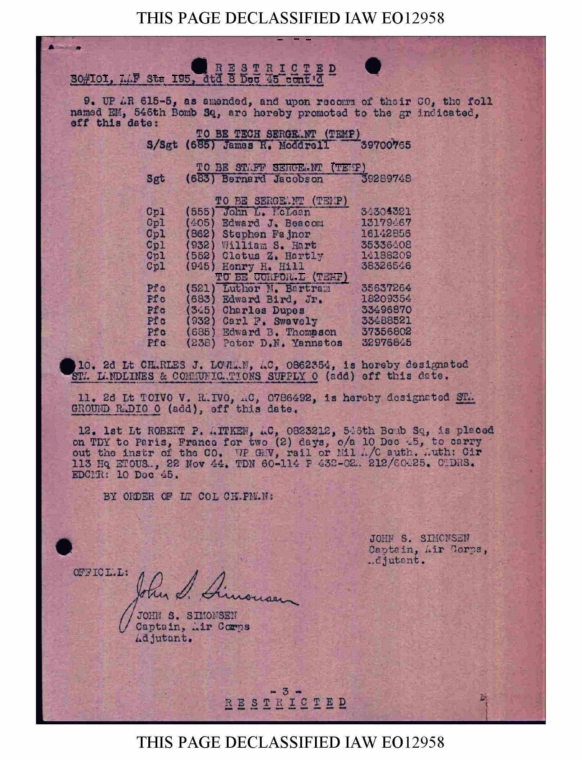 THIS PAGE DECLASSIFIED IAW EO12958
R E S T R I C T E D
SO#101, AAF Sta 195, dtd 8 Dec 45 cont'd
9. UP AR 615-5, as amended, and upon recomm of their CO, the foll
named EM, 546th Bomb Sq, are hereby promoted to the gr indicated,
eff this date:
TO BE TECH SERGEANT (TEMP)
S/Sgt (685) James R. Moddrell 39700765
TO BE STAFF SERGEANT (TEMP)
Sgt (683) Bernard Jacobson 39289748
TO BE SERGEANT (TEMP)
Cpl (555) John L. McLean 34304321
Cpl (405) Edward J. Beacom 13179467
Cpl (862) Stephen Fajnor 16142855
Cpl (932) William S. Hart 35336408
Cpl (552) Cletus Z. Hartly 14188209
Cpl (945) Henry H. Hill 38326546
TO BE CORPORAL (TEMP)
Pfc (521) Luther N. Bertram 35637264
Pfc (683) Edward Bird, Jr. 18209354
Pfc (345) Charles Dupes 33496870
Pfc (932) Carl P. Swavely 33488521
Pfc (685) Edward B. Thompson 37356802
Pfc (238) Peter D.N. Yannatos 32976845
10. 2d Lt CHARLES J. AC, 0862354, is hereby designated
STA LANDLINES & COMMUNICATIONS SUPPLY O (add) eff this date.
11. 2d Lt TOIVO V. RAIVO, AC, 0786492, is hereby designated STA
GROUND RADIO O (add), eff this date.
12. 1st Lt ROBERT P. AITKEN, AC, 0823212, 546th Bomb Sq, is placed
on TDY to Paris, France for two (2) days, o/a 10 Dec 45, to carry
out the instr of the CO. TP GMV, rail or Mil A/C auth. Auth: Cir
113 Hq ETOUSA, 22 Nov 44. TDN 60-114 P 432-02 212/60425.
EDCMR: 10 Dec 45.
BY ORDER OF LT COL CHAPMAN:
JOHN S. SIMONSEN
Captain, Air Corps,
Adjutant.
OFFICIAL:
John S. Simonsen
JOHN S. SIMONSEN
Captain, Air Corps
Adjutant.
- 3 -
R E S T R I C T E D
THIS PAGE DECLASSIFIED IAW EO12958